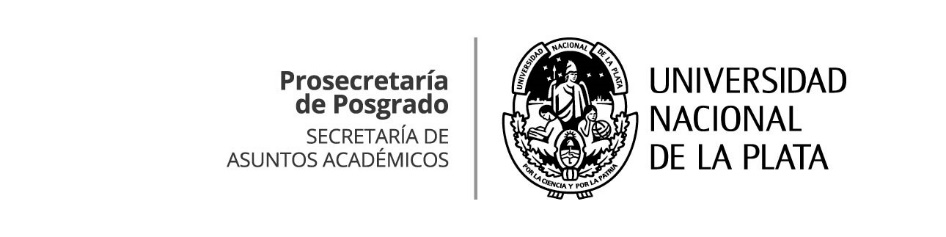 Prosecretaría
de Posgrado
SECRETARÍA DE
ASUNTOS ACADÉMICOS
UNIVERSIDAD NACIONAL DE LA PLATA
POR LA CIENCIA Y POR LA PATRIA
UNIVERSIDAD
NACIONAL
DE LA PLATA